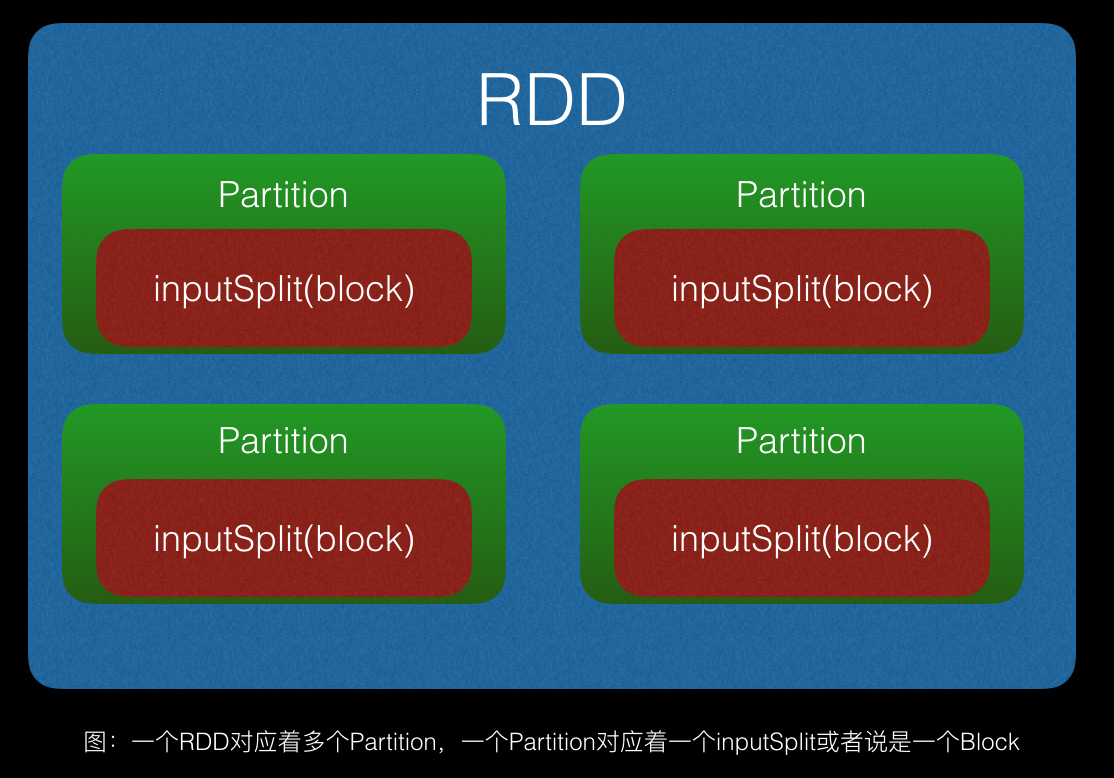 RDD
Partition
Partition
inputSplit(block)
inputSplit(block)
Partition
Partition
inputSplit(block)
inputSplit(block)
图：一个RDD对应着多个Partition，一个Partition对应着一个inputSplit或者说是一个Block